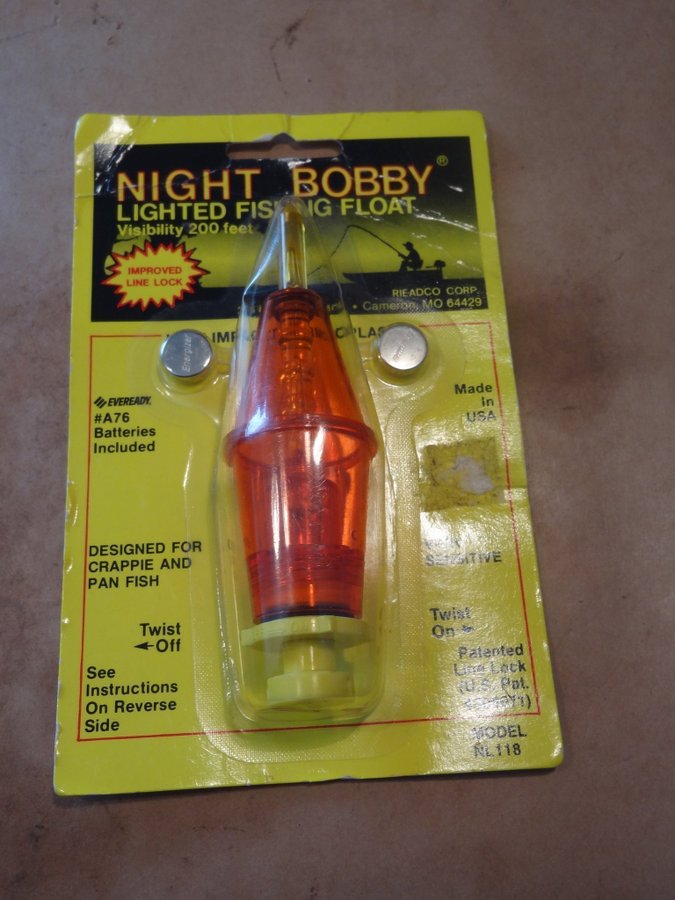 NIGHT BOBBY®
LIGHTED FISHING FLOAT
Visibility 200 feet
IMPROVED
LINE LOCK
RIEADCO CORP.
• Cameron, MO 64429
Energizer
EVEREADY
#A76
Batteries
Included
Made
in
USA
DESIGNED FOR
CRAPPIE AND
PAN FISH
SENSITIVE
Twist
Off
Twist
On
See
Instructions
On Reverse
Side
Patented
Line Lock
(U.S. Pat.
MODEL
NL118